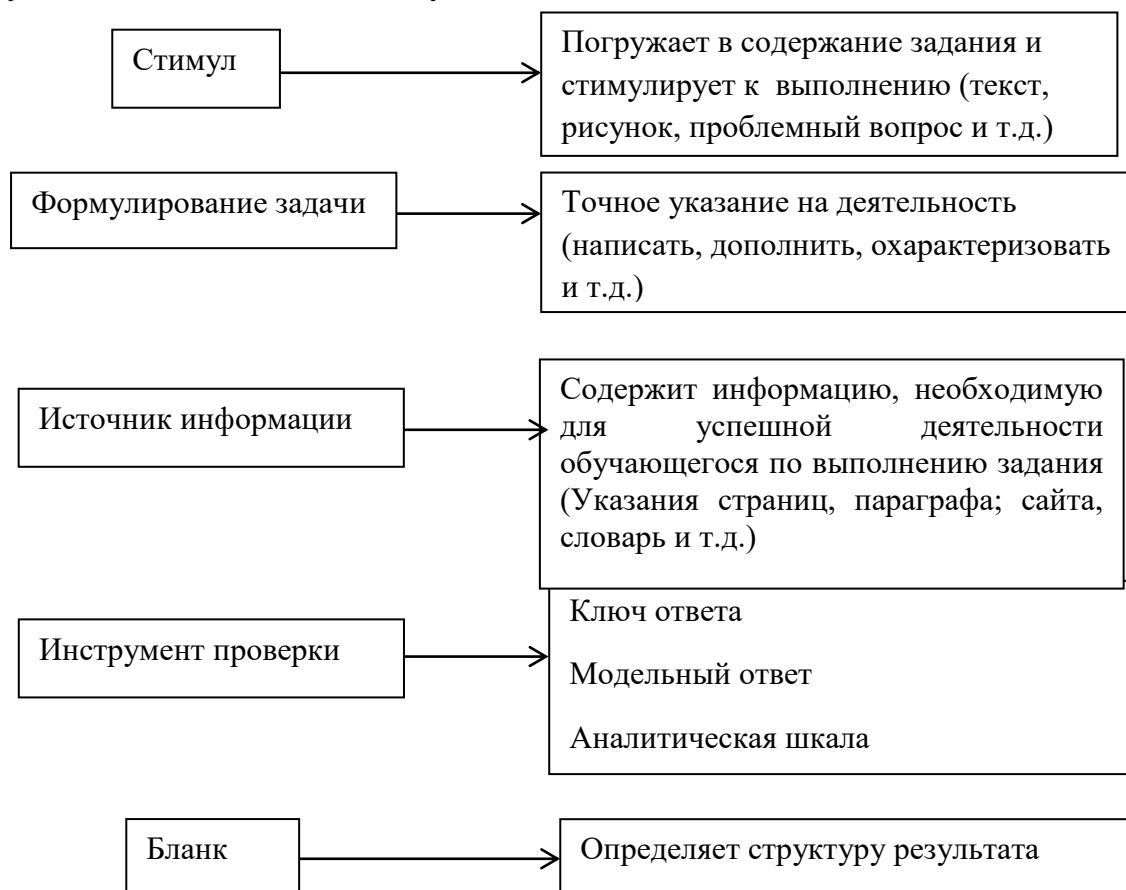 Стимул
Погружает в содержание задания и
стимулирует к выполнению (текст,
рисунок, проблемный вопрос и т.д.)
Формулирование задачи
Точное указание на деятельность
(написать, дополнить, охарактеризовать
и т.д.)
Источник информации
Содержит информацию, необходимую
для успешной деятельности
обучающегося по выполнению задания
(Указания страниц, параграфа; сайта,
словарь и т.д.)
Инструмент проверки
Ключ ответа
Модельный ответ
Аналитическая шкала
Бланк
Определяет структуру результата